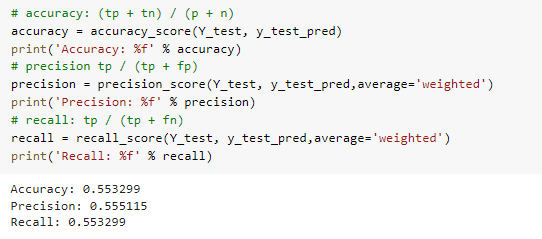 # accuracy: (tp + tn) / (p + n)
accuracy = accuracy_score(Y_test, y_test_pred)
print('Accuracy: %f' % accuracy)
# precision tp / (tp + fp)
precision = precision_score(Y_test, y_test_pred,average='weighted')
print('Precision: %f' % precision)
# recall: tp / (tp + fn)
recall = recall_score(Y_test, y_test_pred,average='weighted')
print('Recall: %f' % recall)
Accuracy: 0.553299
Precision: 0.555115
Recall: 0.553299